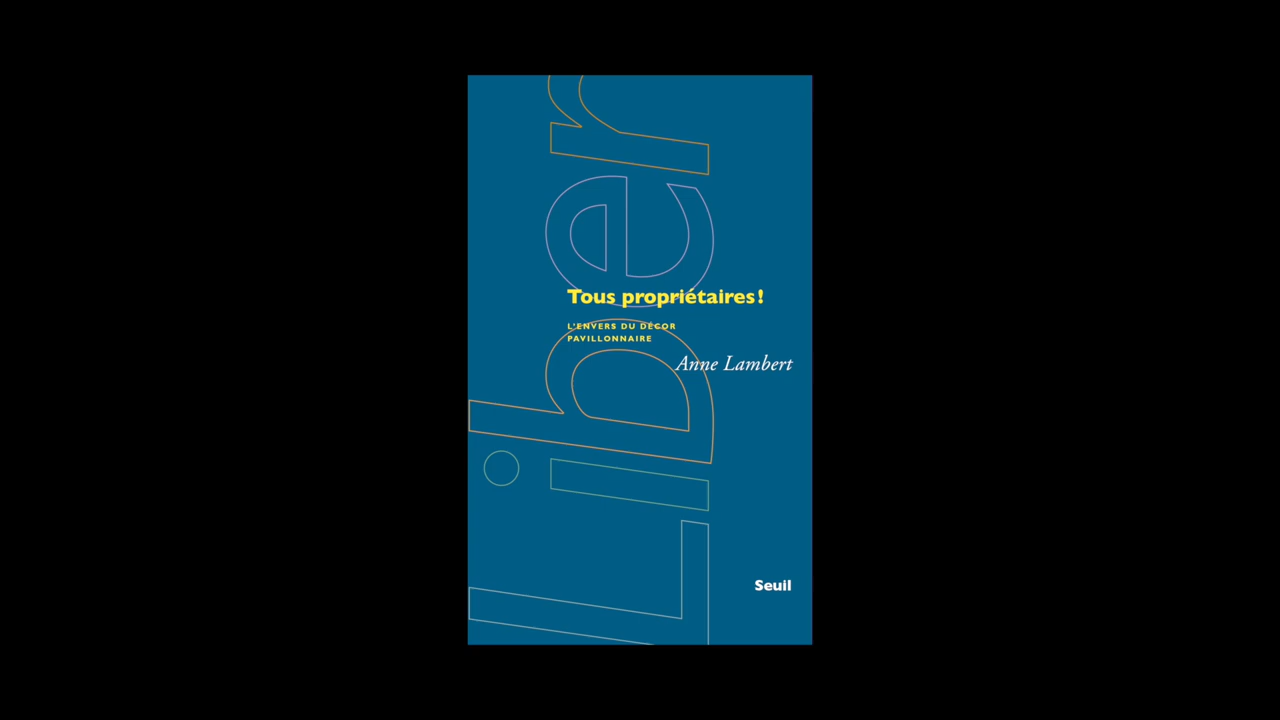 Liber
Tous propriétaires !
L'ENVERS DU DÉCOR
PAVILLONNAIRE
Anne Lambert
Seuil